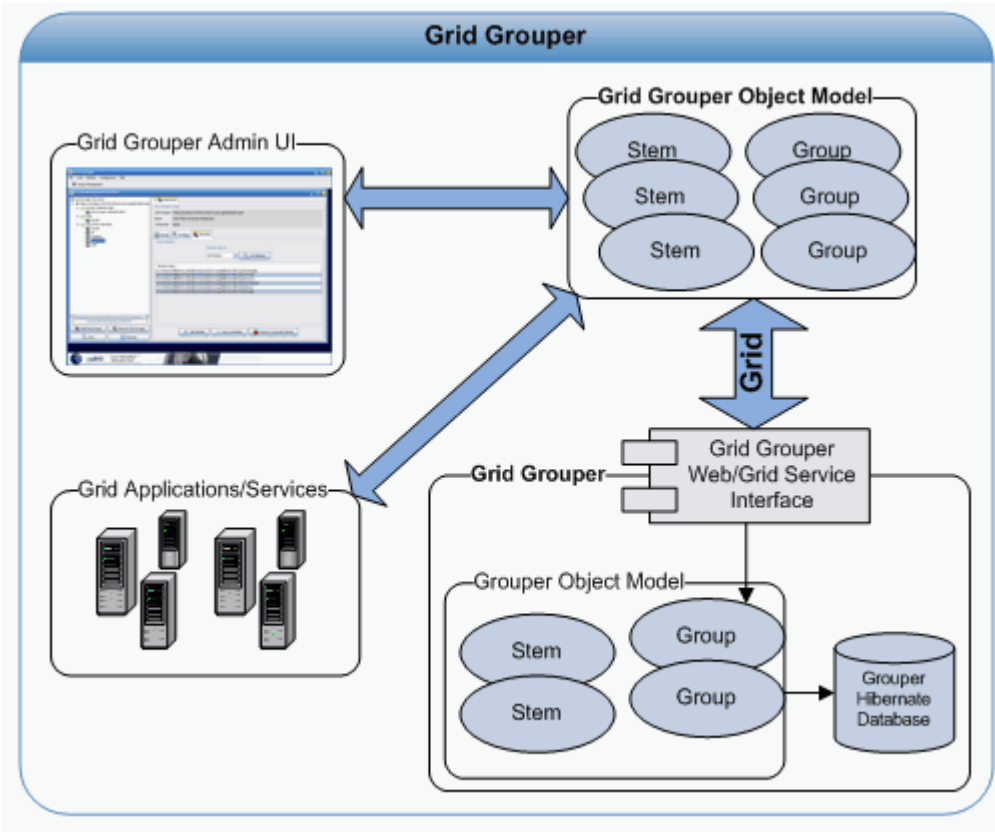 Grid Grouper
Grid Grouper Object Model
Stem
Group
Stem
Group
Stem
Group
Grid Grouper Admin UI
Grid
Grid Grouper
Web/Grid Service
Interface
Grid Grouper
Grid Applications/Services
Grouper Object Model
Stem
Group
Stem
Group
Grouper
Hibernate
Database